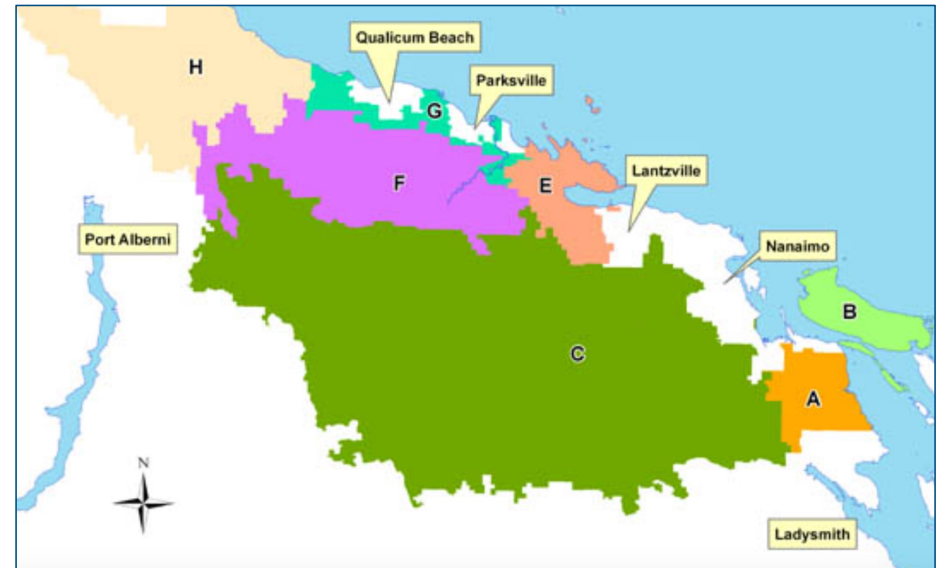 Qualicum Beach
H
Parksville
G
Lantzville
F
E
Port Alberni
Nanaimo
B
C
A
N
Ladysmith